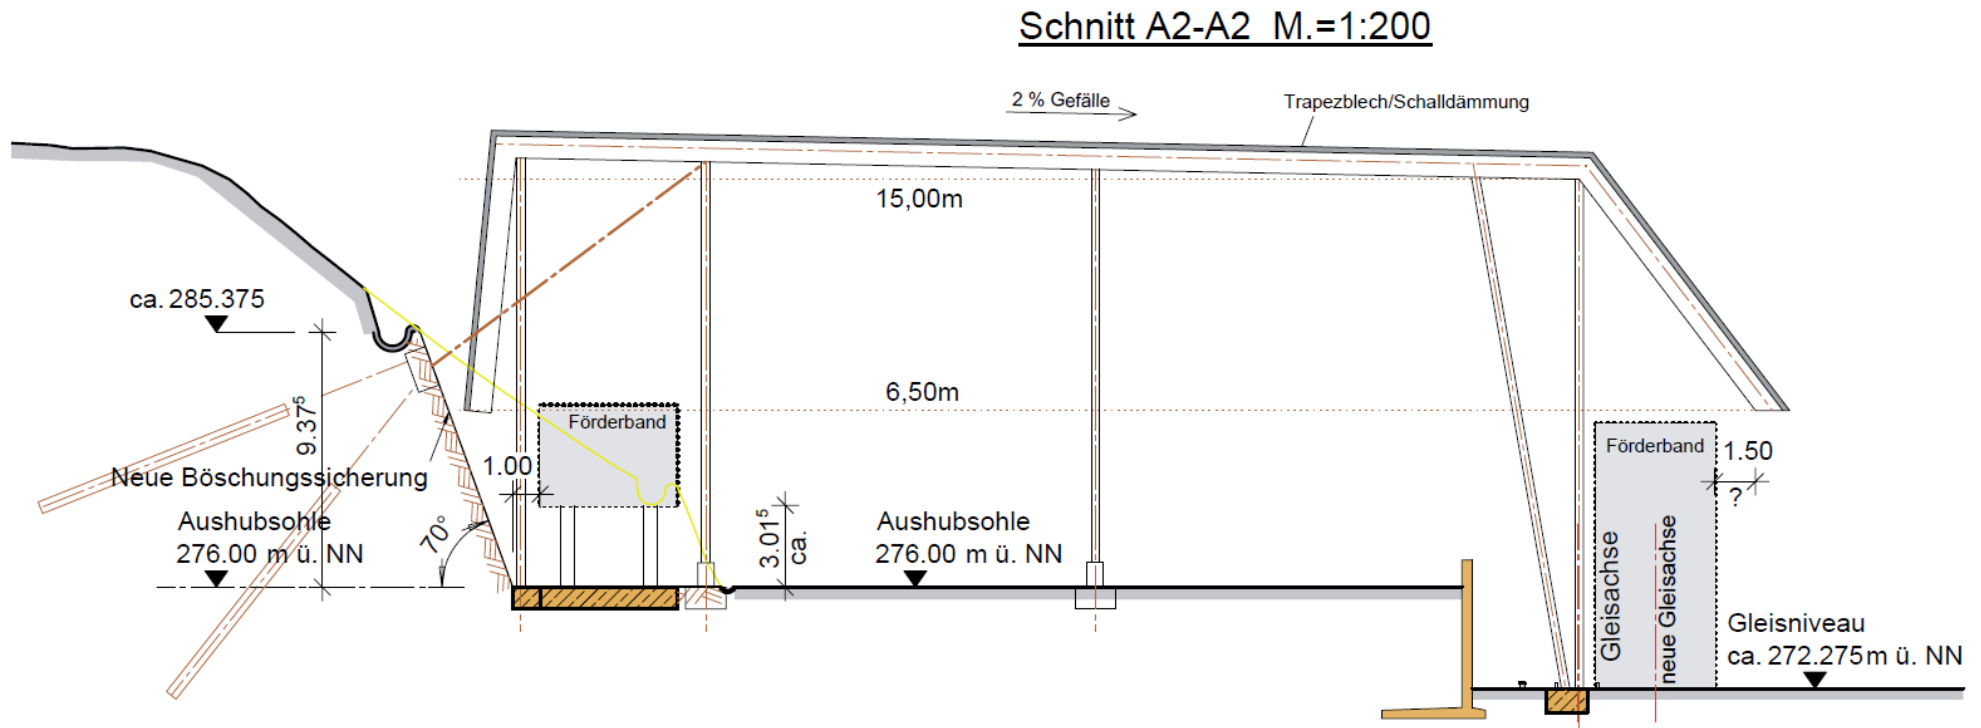 Schnitt A2-A2 M.=1:200
2 % Gefälle
Trapezblech/Schalldämmung
15,00m
ca. 285.375
6,50m
9.37⁵
Förderband
Förderband
1.00
1.50
?
Neue Böschungssicherung
70°
Aushubsohle
276.00 m ü. NN
3.01⁵
ca.
Aushubsohle
276.00 m ü. NN
Gleisachse
neue Gleisachse
Gleisniveau
ca. 272.275m ü. NN